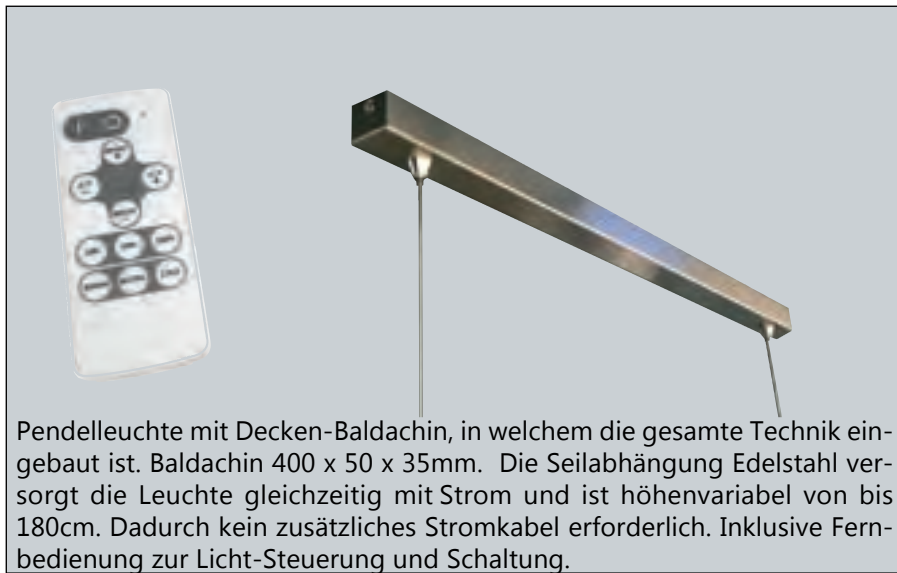 Pendelleuchte mit Decken-Baldachin, in welchem die gesamte Technik ein-
gebaut ist. Baldachin 400 x 50 x 35mm.  Die Seilabhängung Edelstahl ver-
sorgt die Leuchte gleichzeitig mit Strom und ist höhenvariabel von bis
180cm. Dadurch kein zusätzliches Stromkabel erforderlich. Inklusive Fern-
bedienung zur Licht-Steuerung und Schaltung.